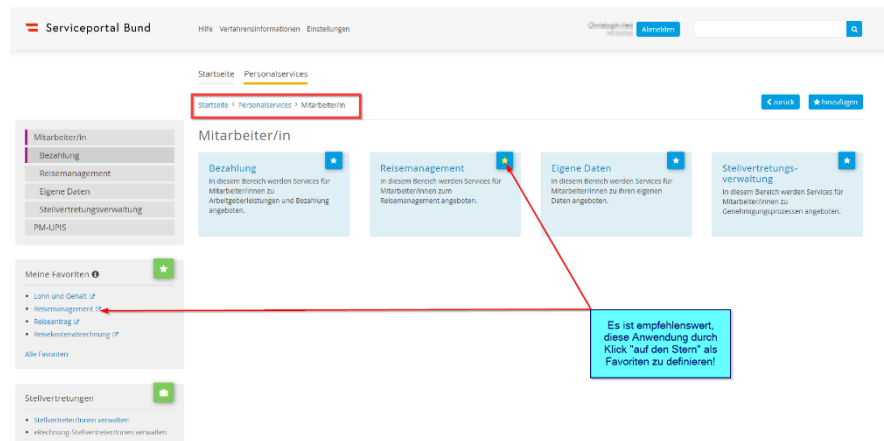 Serviceportal Bund
Hilfe Verfahrensinformationen Einstellungen
Abmelden
Startseite Personalservices
Startseite > Personalservices > Mitarbeiter/in
zurück
hinzufügen
Mitarbeiter/in
Bezahlung
Reisemanagement
Eigene Daten
Stellvertretungsverwaltung
PM-UPIS
Mitarbeiter/in
Bezahlung
In diesem Bereich werden Services für
Mitarbeiter/innen zu
Arbeitgeberleistungen und Bezahlung
angeboten.
Reisemanagement
In diesem Bereich werden Services für
Mitarbeiter/innen zum
Reisemanagement angeboten.
Eigene Daten
In diesem Bereich werden Services für
Mitarbeiter/innen zu ihren eigenen
Daten angeboten.
Stellvertretungs-
verwaltung
In diesem Bereich werden Services für
Mitarbeiter/innen zu
Genehmigungsprozessen angeboten.
Meine Favoriten
Lohn und Gehalt
Reisemanagement
Reiseantrag
Reisekostenabrechnung
Alle Favoriten
Es ist empfehlenswert,
diese Anwendung durch
Klick "auf den Stern" als
Favoriten zu definieren!
Stellvertretungen
Stellvertreter/innen verwalten
eRechnung-Stellvertreter/innen verwalten